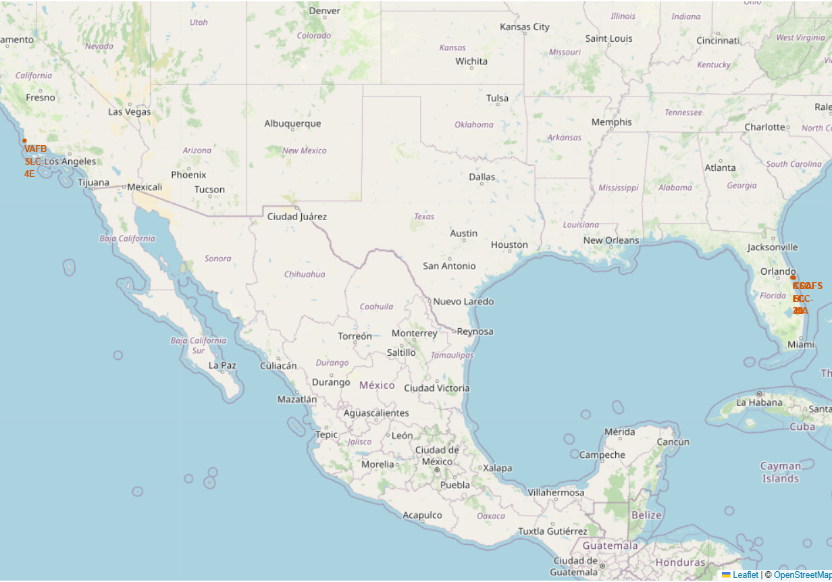 Denver
Utah
Colorado
Nevada
amento
California
Fresno
Las Vegas
Kansas City
Kansas
Wichita
Missouri
Illinois
Indiana
Ohio
Saint Louis
Cincinnati
West Virginia
Kentucky
Tulsa
Oklahoma
Albuquerque
New Mexico
Arizona
Phoenix
Tucson
Memphis
Arkansas
Tennessee
Charlotte
Rale
North C
South Carolina
Atlanta
Georgia
Alabama
Mississippi
VAFB
SLC
4E
Los Angeles
Tijuana
Mexicali
Baja California
Ciudad Juárez
Dallas
Texas
Austin
Houston
San Antonio
Louisiana
New Orleans
Jacksonville
Orlando
Florida
Miami
Sonora
Chihuahua
Coahuila
Nuevo Laredo
Monterrey
Reynosa
Torreón
Saltillo
Tamaulipas
Baja California
Sur
La Paz
Culiacán
Durango
Durango
México
Ciudad Victoria
Mazatlán
Aguascalientes
Tepic
Jalisco
León
Ciudad de
México
Morelia
Puebla
Xalapa
Acapulco
Oaxaca
Villahermosa
Tuxtla Gutiérrez
Mérida
Cancún
Campeche
La Habana
Santa
Cuba
Cayman
Islands
Th
Belize
Guatemala
Ciudad de
Guatemala
Honduras
Leaflet | © OpenStreetMap